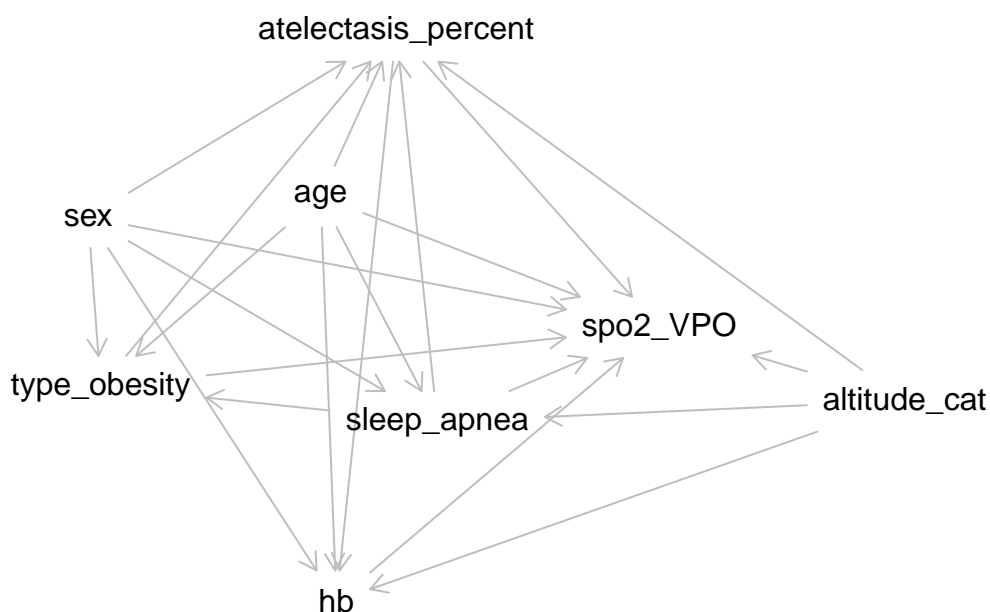 atelectasis_percent
age
sex
spo2_VPO
type_obesity
altitude_cat
sleep_apnea
hb